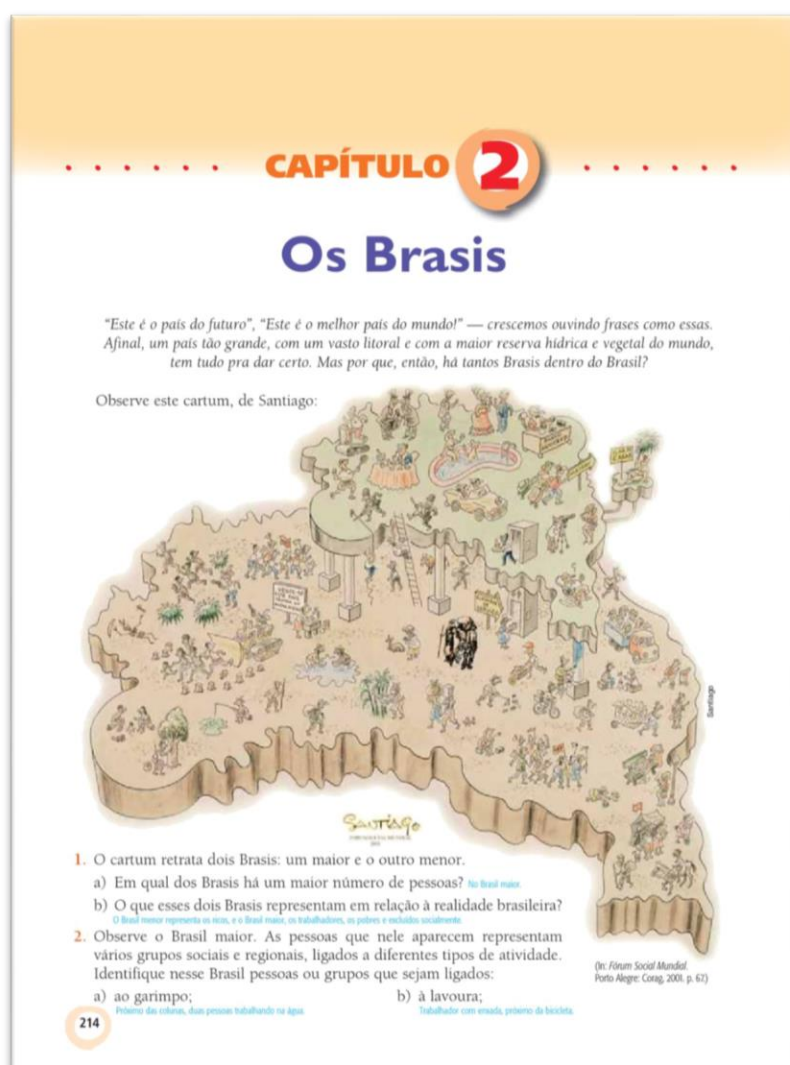 CAPÍTULO 2
Os Brasis
“Este é o país do futuro”, “Este é o melhor país do mundo!” — crescemos ouvindo frases como essas.
Afinal, um país tão grande, com um vasto litoral e com a maior reserva hídrica e vegetal do mundo,
tem tudo pra dar certo. Mas por que, então, há tantos Brasis dentro do Brasil?
Observe este cartum, de Santiago:
Santiago
SANTIAGO
1. O cartum retrata dois Brasis: um maior e o outro menor.
a) Em qual dos Brasis há um maior número de pessoas? No Brasil maior.
b) O que esses dois Brasis representam em relação à realidade brasileira?
O Brasil menor representa os ricos, e o Brasil maior, os trabalhadores, os pobres e excluídos socialmente.
2. Observe o Brasil maior. As pessoas que nele aparecem representam
vários grupos sociais e regionais, ligados a diferentes tipos de atividade.
Identifique nesse Brasil pessoas ou grupos que sejam ligados:
a) ao garimpo;
Próximo das colunas, duas pessoas trabalhando na água.
b) à lavoura;
Trabalhador com enxada, próximo da bicicleta.
(In: Fórum Social Mundial.
Porto Alegre: Corag, 2001. p. 67.)
214